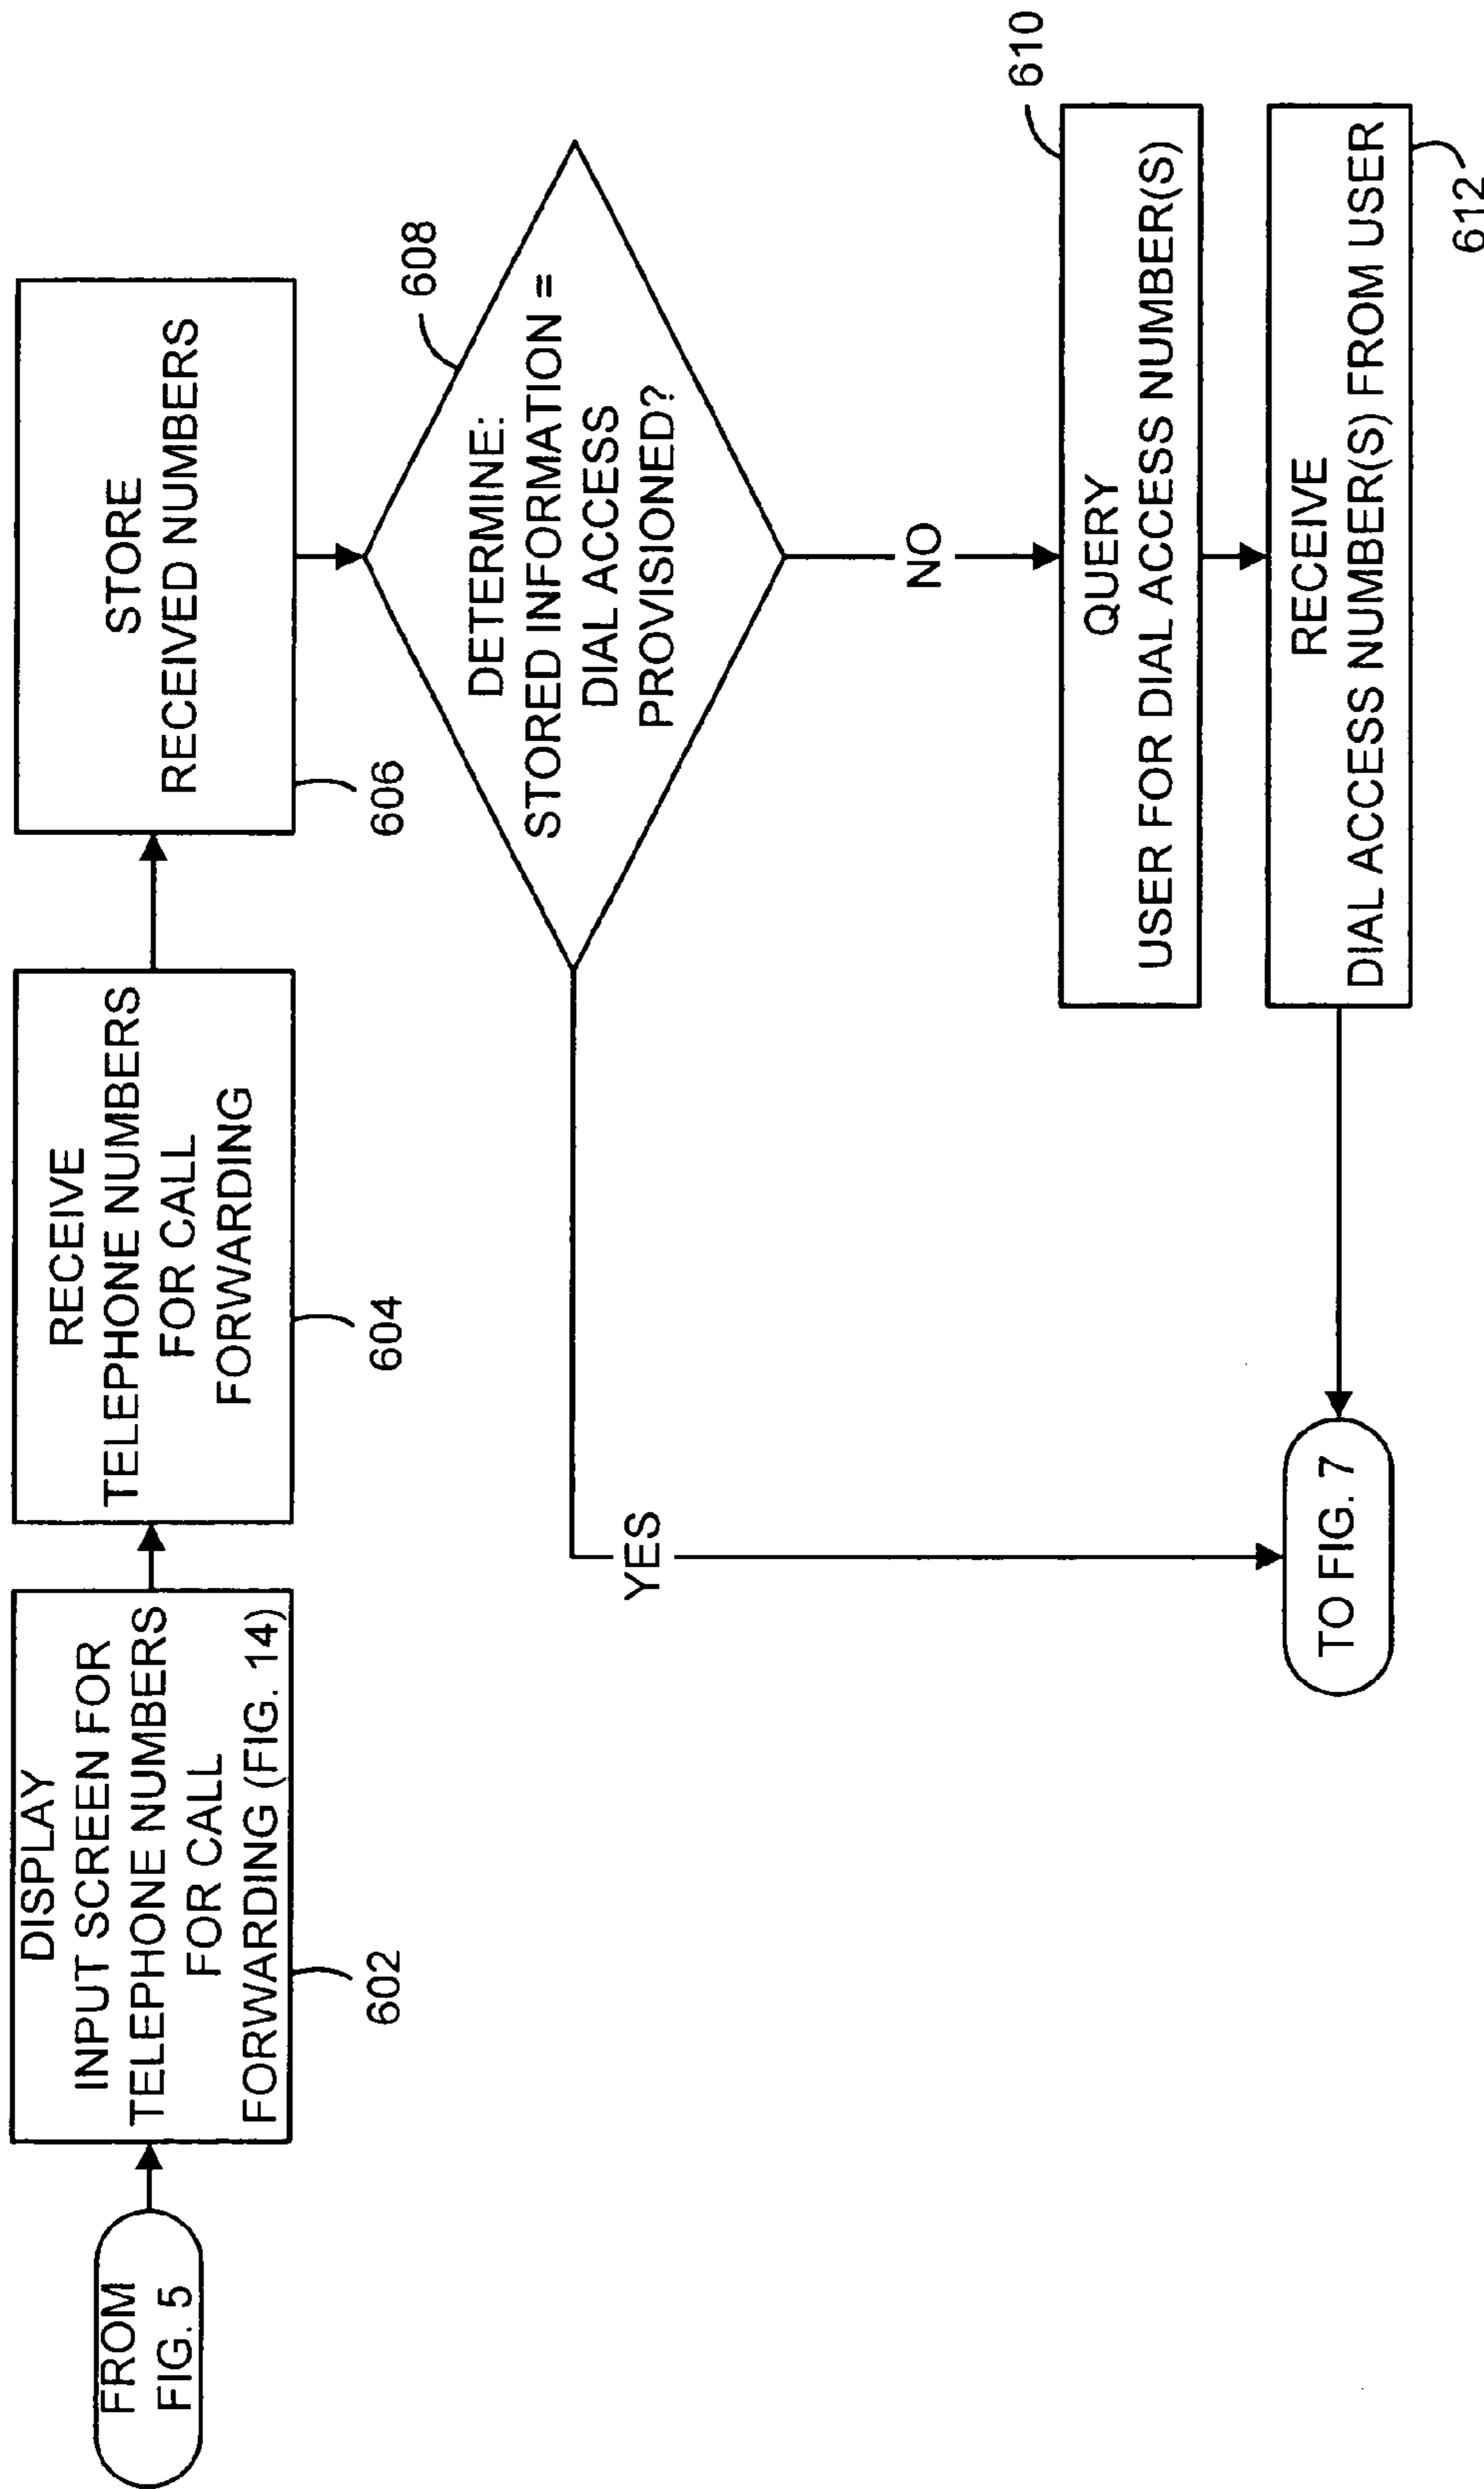 FROM
FIG. 5
DISPLAY
INPUT SCREEN FOR
TELEPHONE NUMBERS
FOR CALL
FORWARDING (FIG. 14)
602
RECEIVE
TELEPHONE NUMBERS
FOR CALL
FORWARDING
604
STORE
RECEIVED NUMBERS
606
608
DETERMINE:
STORED INFORMATION =
DIAL ACCESS
PROVISIONED?
YES
NO
610
QUERY
USER FOR DIAL ACCESS NUMBER(S)
RECEIVE
DIAL ACCESS NUMBER(S) FROM USER
612
TO FIG. 7